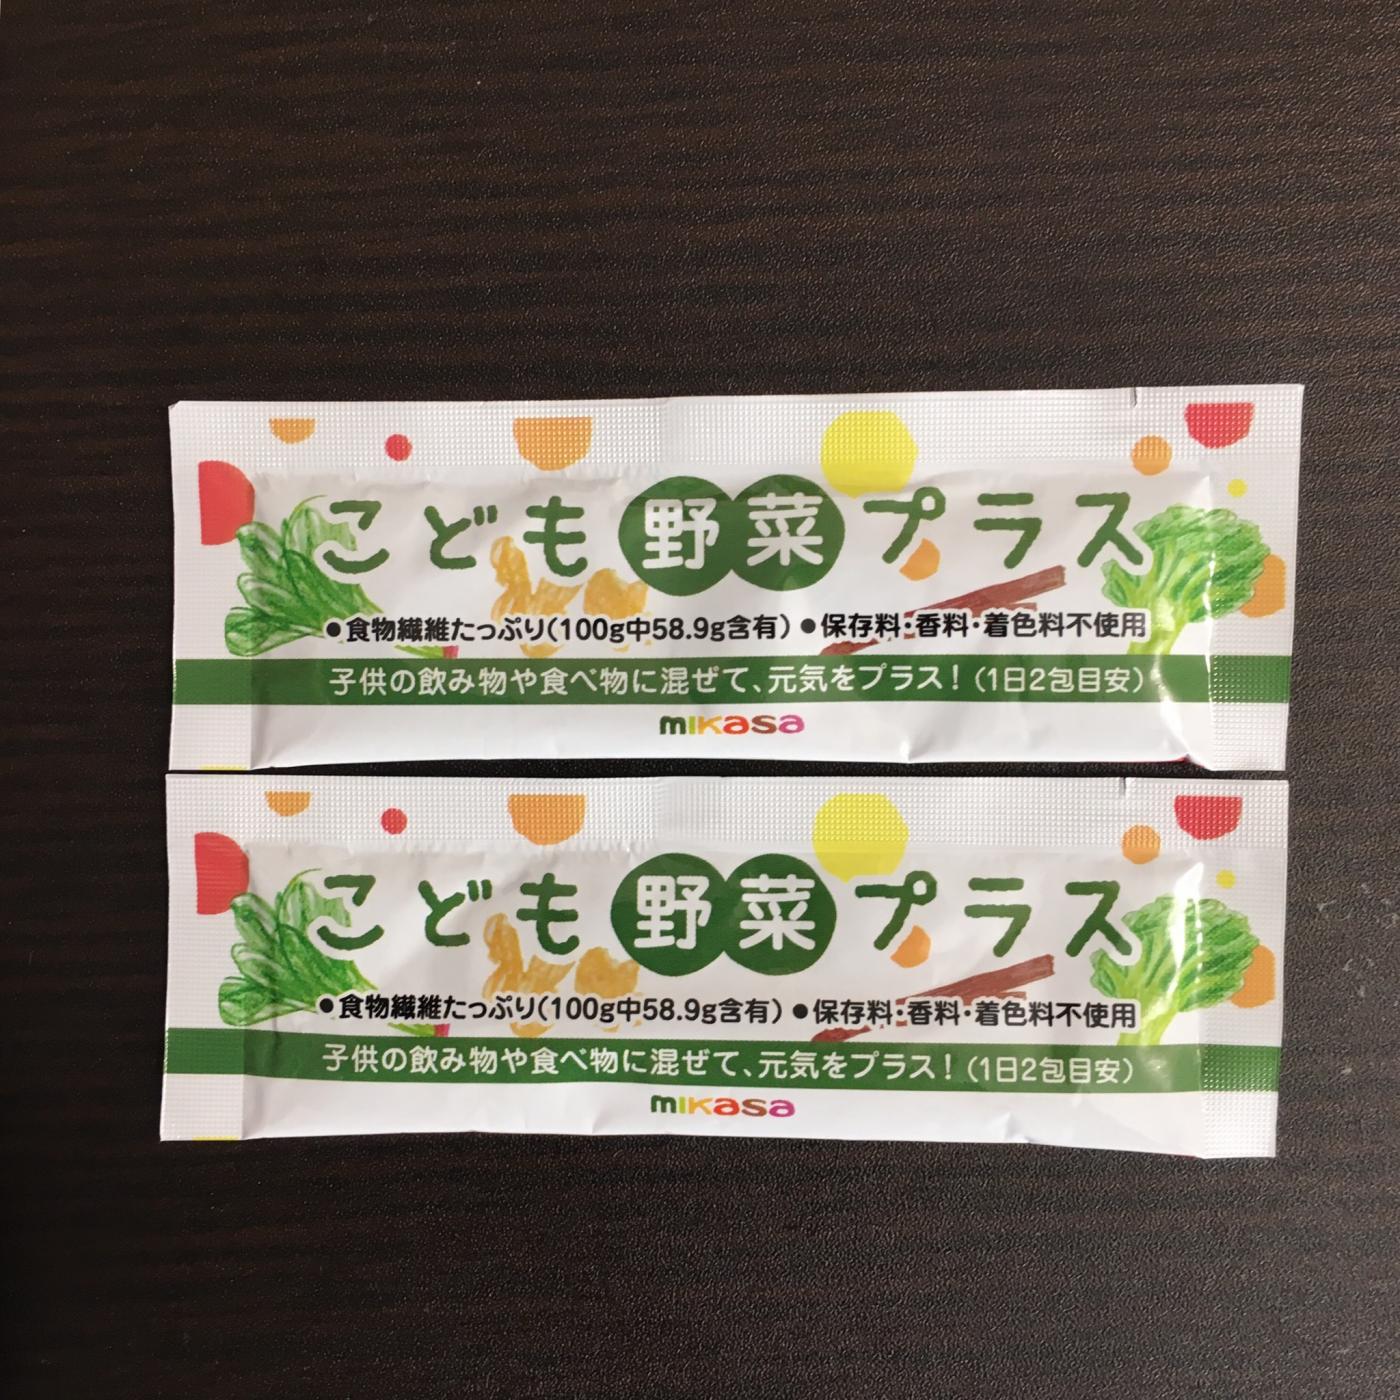 こども野菜プラス
●食物繊維たっぷり(100g中58.9g含有) ●保存料・香料・着色料不使用
子供の飲み物や食べ物に混ぜて、元気をプラス！(1日2包目安)
mikasa
こども野菜プラス
●食物繊維たっぷり(100g中58.9g含有) ●保存料・香料・着色料不使用
子供の飲み物や食べ物に混ぜて、元気をプラス！(1日2包目安)
mikasa